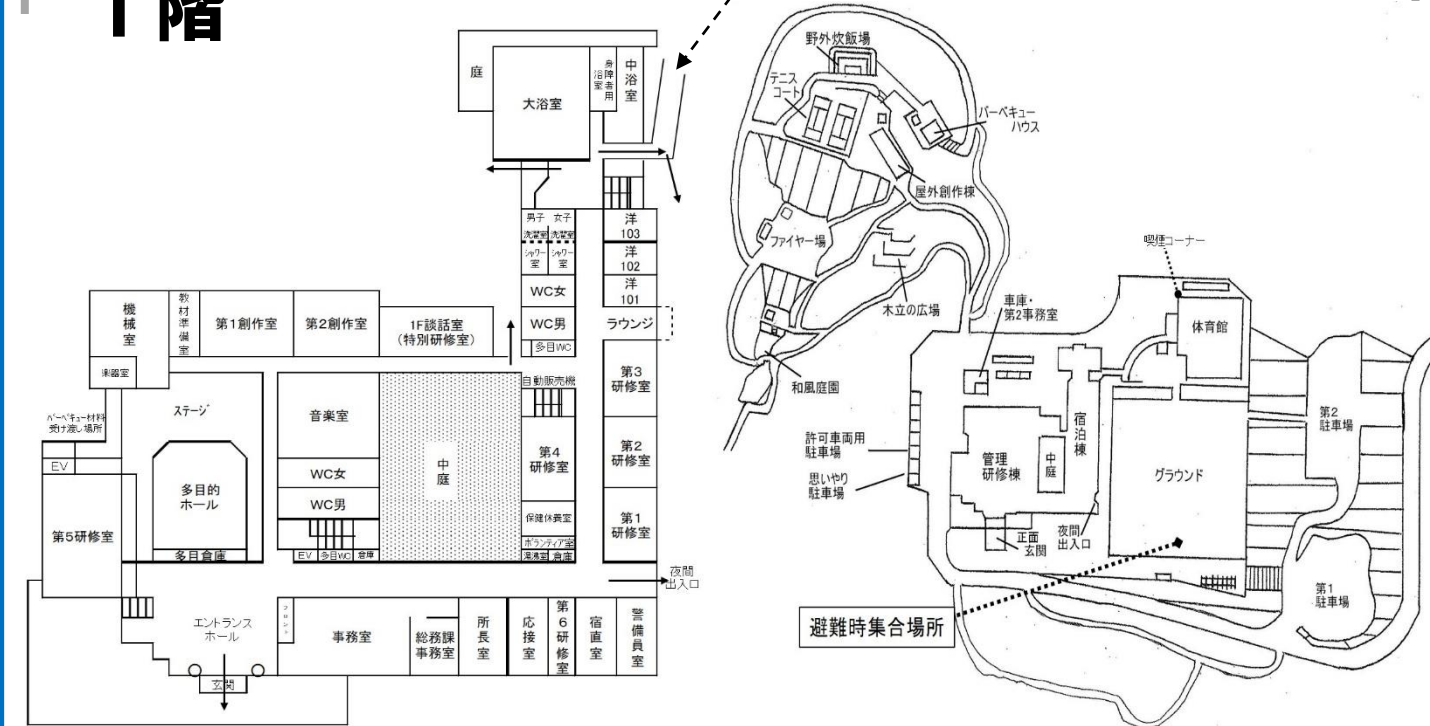 1階
庭
大浴室
身障者用
浴室
中浴室
男子
女子
洗濯室
洗濯室
シャワー
室
シャワー
室
洋
103
洋
102
洋
101
WC女
WC男
多目WC
ラウンジ
機械室
教材準備室
第1創作室
第2創作室
1F談話室
(特別研修室)
楽器室
バーベキュー材料
受け渡し場所
EV
第5研修室
ステージ
多目的
ホール
多目倉庫
音楽室
WC女
WC男
EV
多目WC
倉庫
中庭
自動販売機
第4
研修室
保健休養室
ボランティア室
湯沸室
倉庫
第3
研修室
第2
研修室
第1
研修室
夜間
出入口
エントランス
ホール
フロント
玄関
事務室
総務課
事務室
所長室
応接室
第6研修室
宿直室
警備員室
野外炊飯場
テニス
コート
バーベキュー
ハウス
屋外創作棟
ファイヤー場
木立の広場
和風庭園
喫煙コーナー
体育館
車庫・
第2事務室
宿泊棟
許可車両用
駐車場
思いやり
駐車場
管理
研修棟
中庭
グラウンド
第2
駐車場
正面
玄関
夜間
出入口
第1
駐車場
避難時集合場所